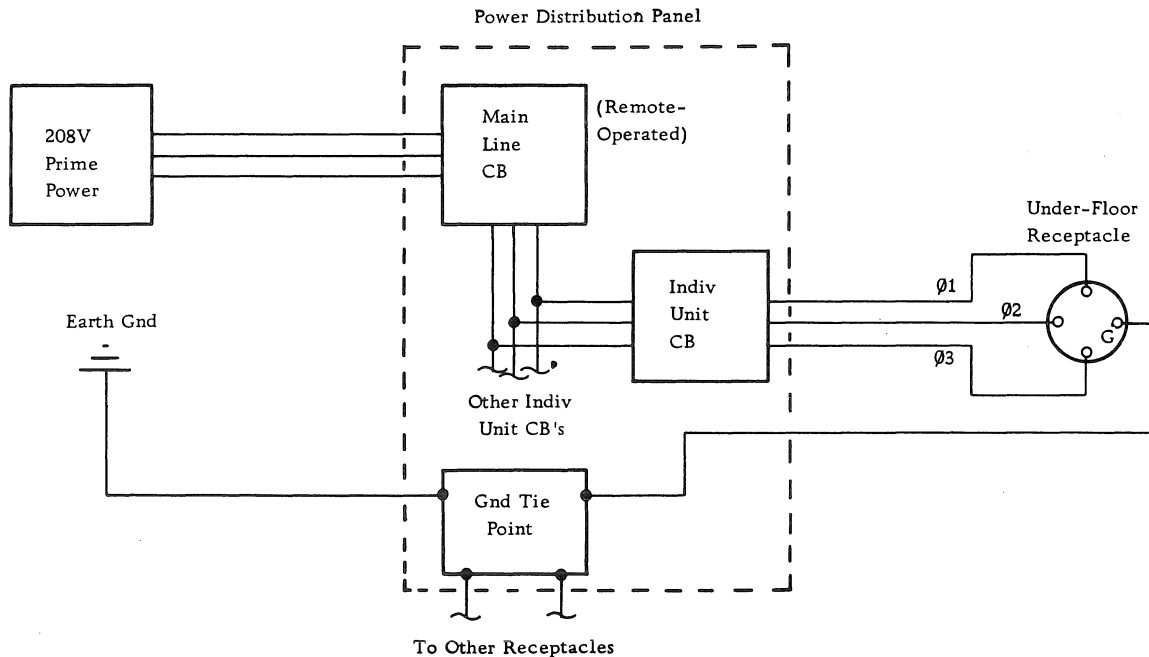 Power Distribution Panel
208V
Prime
Power
Main
Line
CB
(Remote-
Operated)
Under-Floor
Receptacle
Indiv
Unit
CB
Ø1
Ø2
Ø3
G
Earth Gnd
Other Indiv
Unit CB's
Gnd Tie
Point
To Other Receptacles